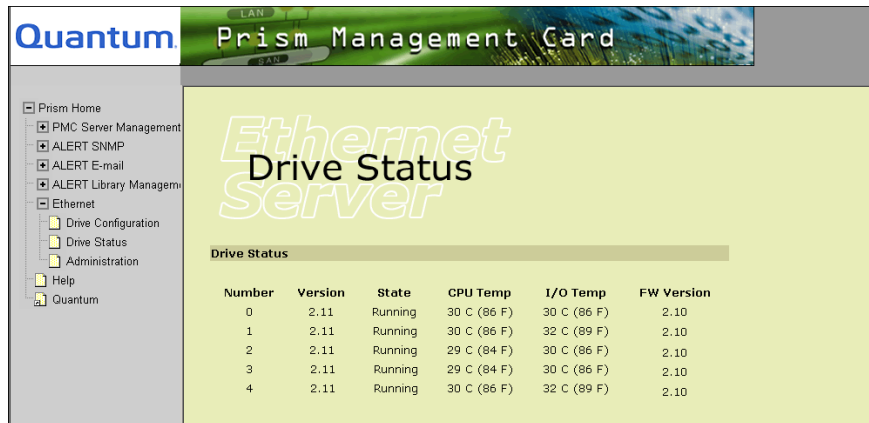 LAN
Quantum.
Prism Management Card
SAN
Prism Home
PMC Server Management
ALERT SNMP
ALERT E-mail
ALERT Library Managem
Ethernet
Drive Configuration
Drive Status
Administration
Help
Quantum
Ethernet
Drive Status
Server
Drive Status
Number Version State CPU Temp I/O Temp FW Version
0 2.11 Running 30 C (86 F) 30 C (86 F) 2.10
1 2.11 Running 30 C (86 F) 32 C (89 F) 2.10
2 2.11 Running 29 C (84 F) 30 C (86 F) 2.10
3 2.11 Running 29 C (84 F) 30 C (86 F) 2.10
4 2.11 Running 30 C (86 F) 32 C (89 F) 2.10